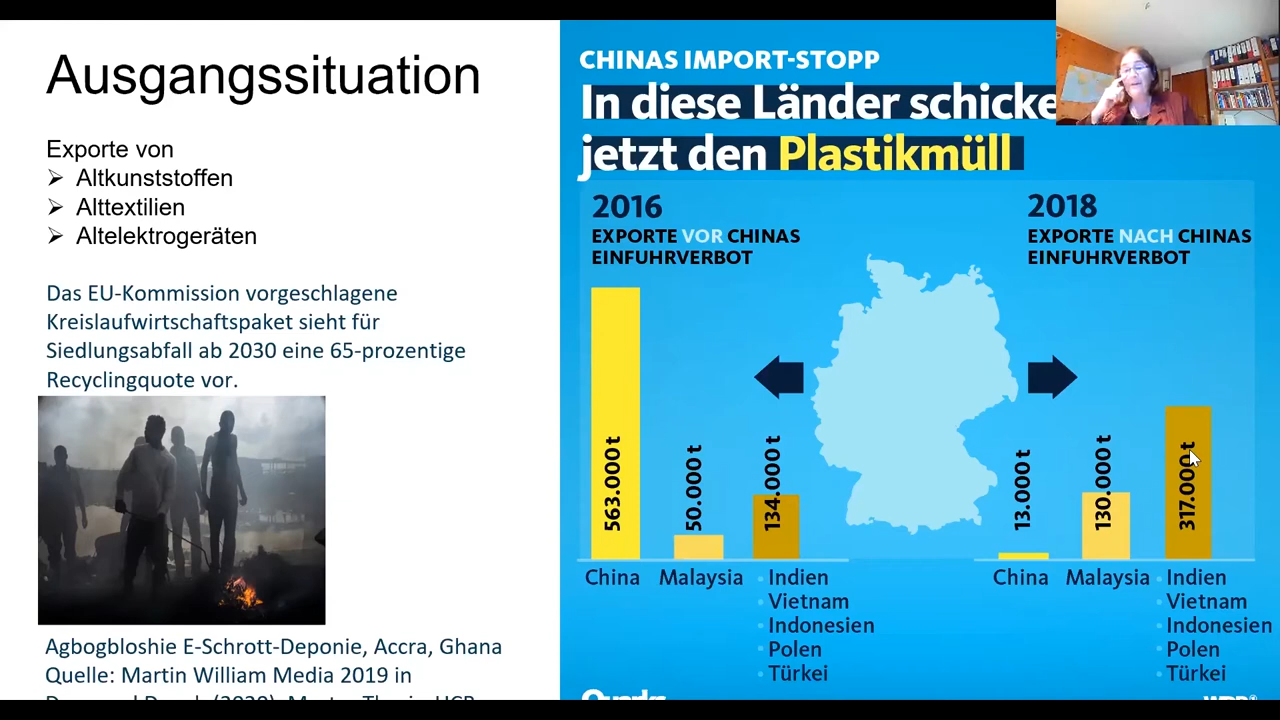 Ausgangssituation
Exporte von
Altkunststoffen
Alttextilien
Altelektrogeräten
Das EU-Kommission vorgeschlagene
Kreislaufwirtschaftspaket sieht für
Siedlungsabfall ab 2030 eine 65-prozentige
Recyclingquote vor.
Agbogbloshie E-Schrott-Deponie, Accra, Ghana
Quelle: Martin William Media 2019 in
CHINAS IMPORT-STOPP
In diese Länder schicke
jetzt den Plastikmüll
2016
EXPORTE VOR CHINAS
EINFUHRVERBOT
563.000 t
50.000 t
134.000 t
China
Malaysia
Indien
Vietnam
Indonesien
Polen
Türkei
2018
EXPORTE NACH CHINAS
EINFUHRVERBOT
13.000 t
130.000 t
317.000 t
China
Malaysia
Indien
Vietnam
Indonesien
Polen
Türkei